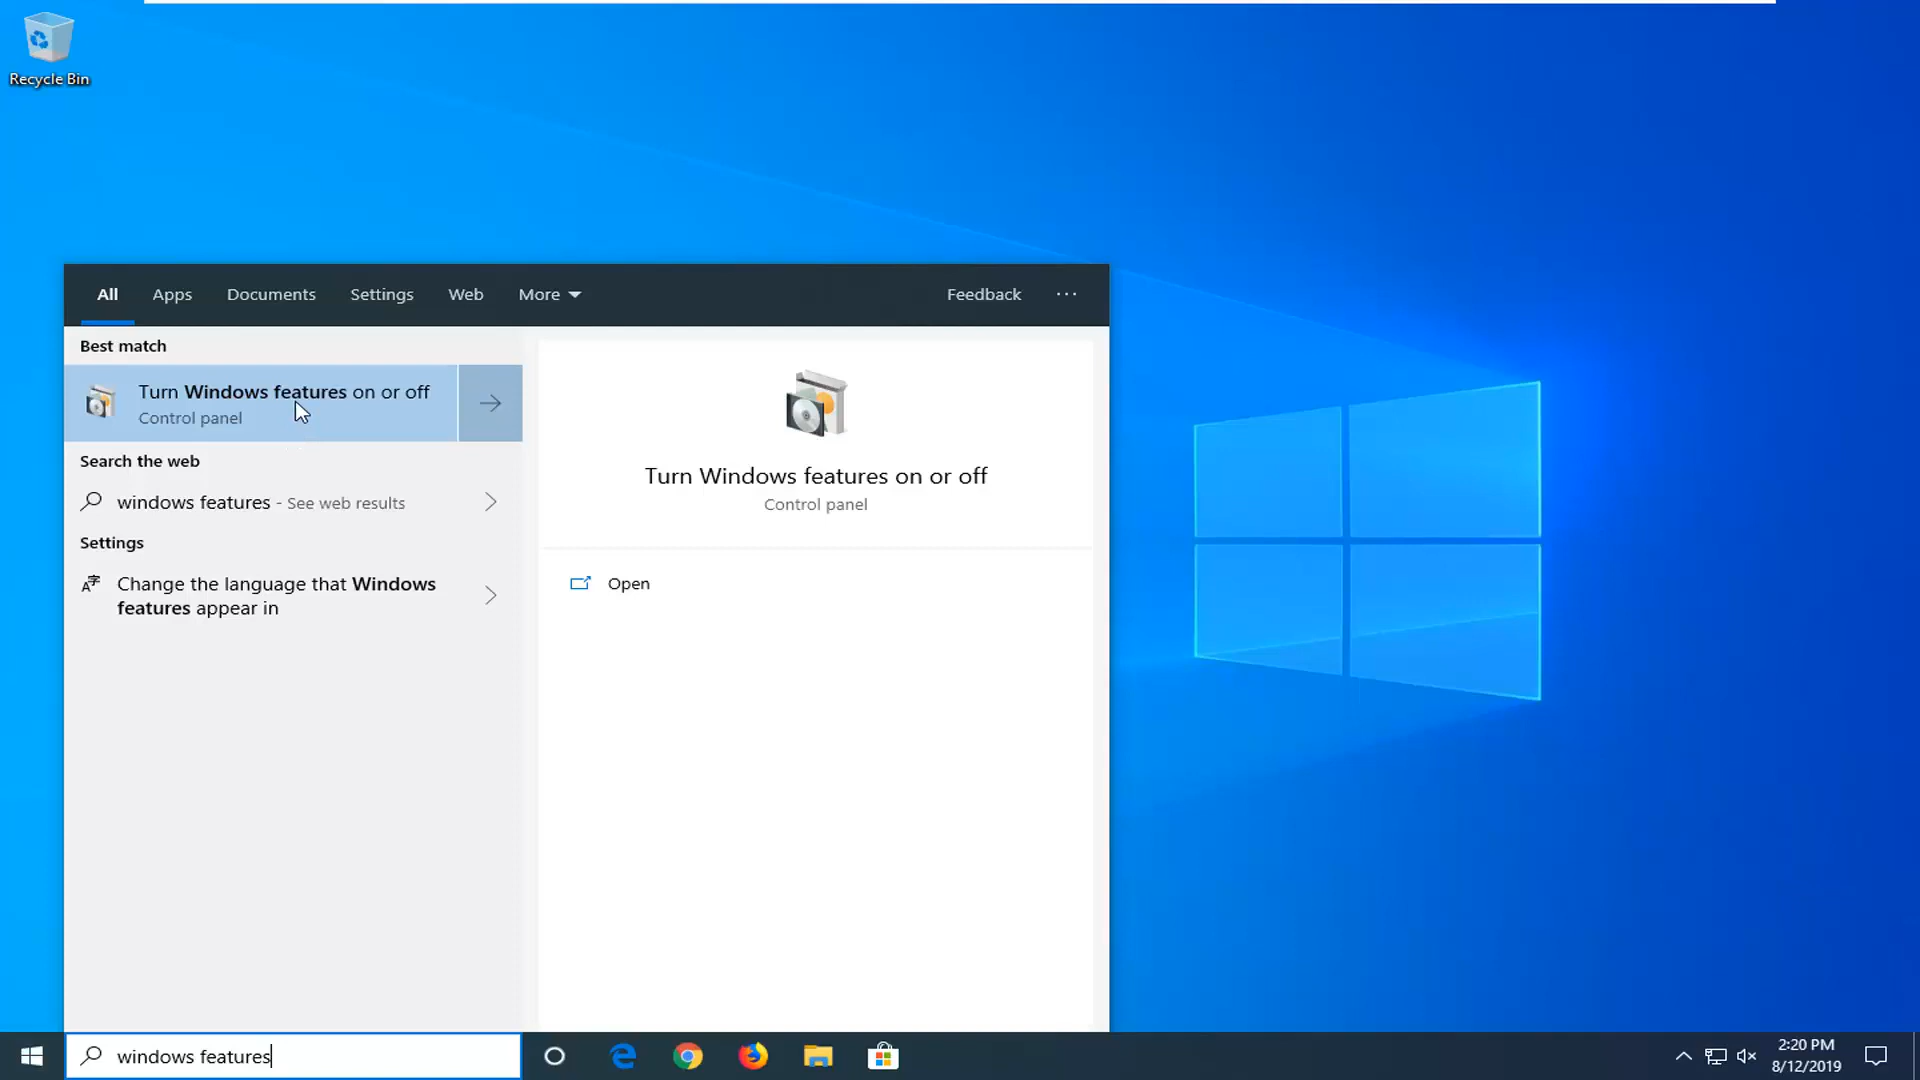 Recycle Bin
All Apps Documents Settings Web More Feedback ···
Best match
Turn Windows features on or off
Control panel
Search the web
windows features - See web results
Settings
Change the language that Windows
features appear in
Turn Windows features on or off
Control panel
Open
windows features
2:20 PM
8/12/2019